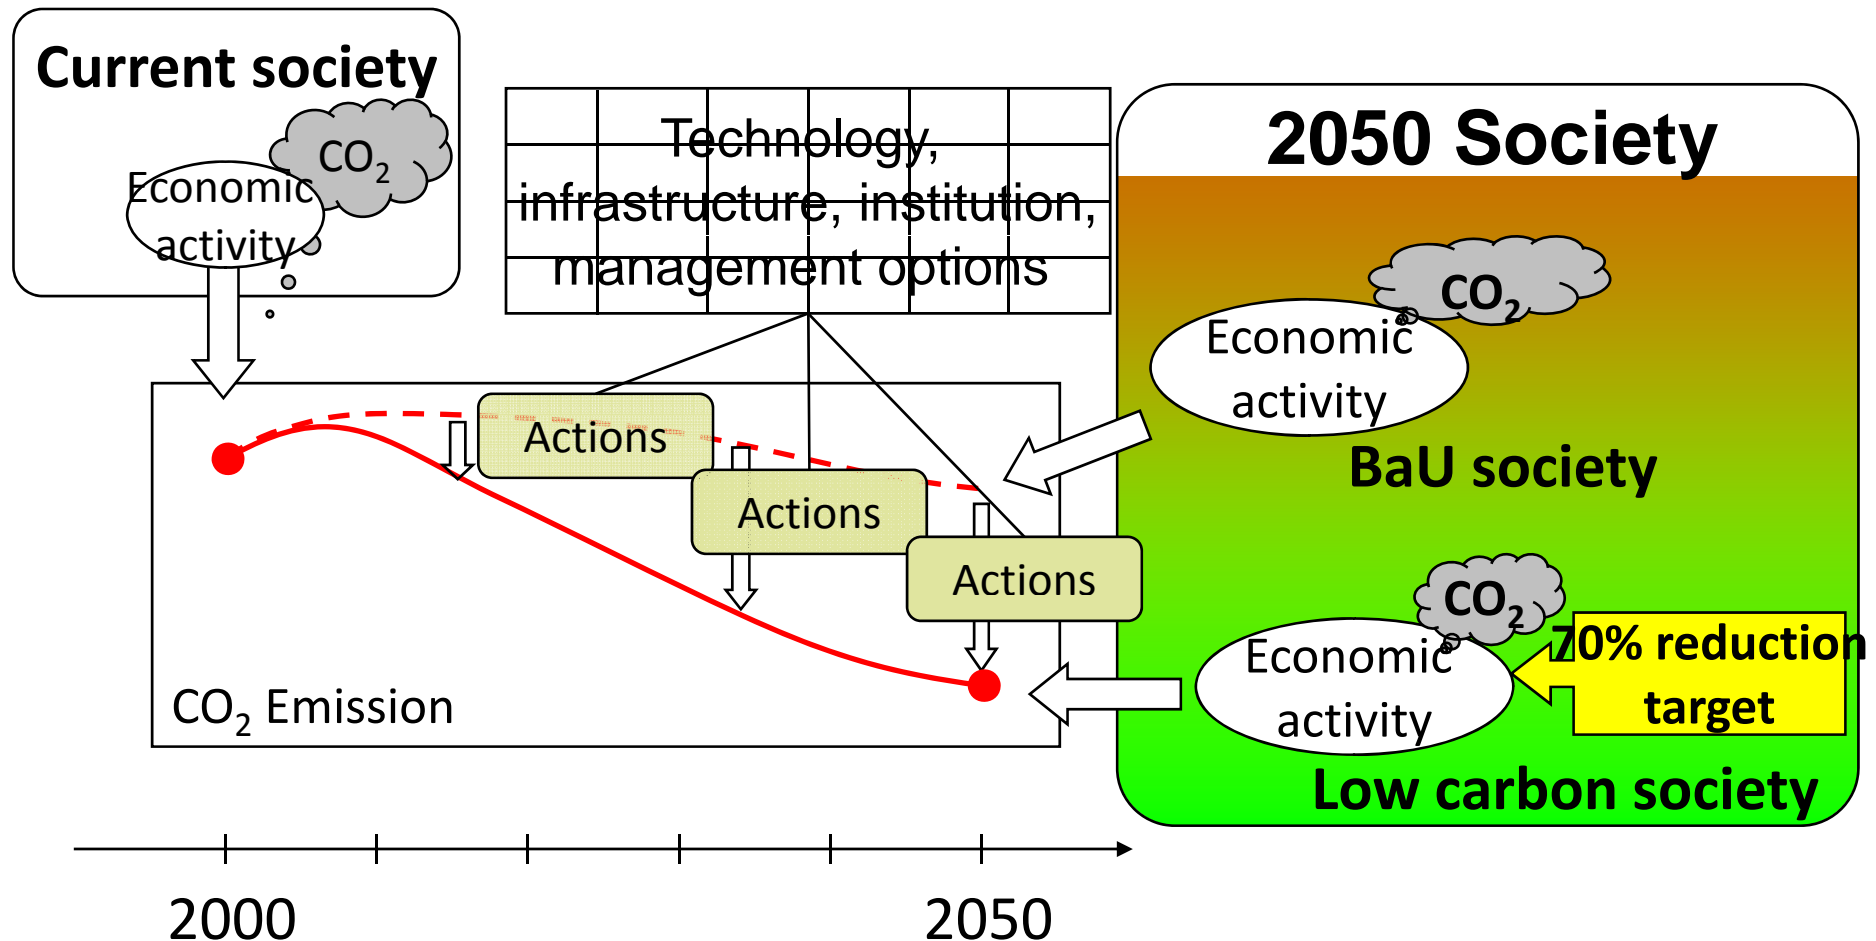 Current society
CO2
Economic
activity
Technology,
infrastructure, institution,
management options
2050 Society
CO2
Economic
activity
BaU society
Actions
Actions
Actions
CO2
Economic
activity
70% reduction
target
Low carbon society
CO2 Emission
2000
2050